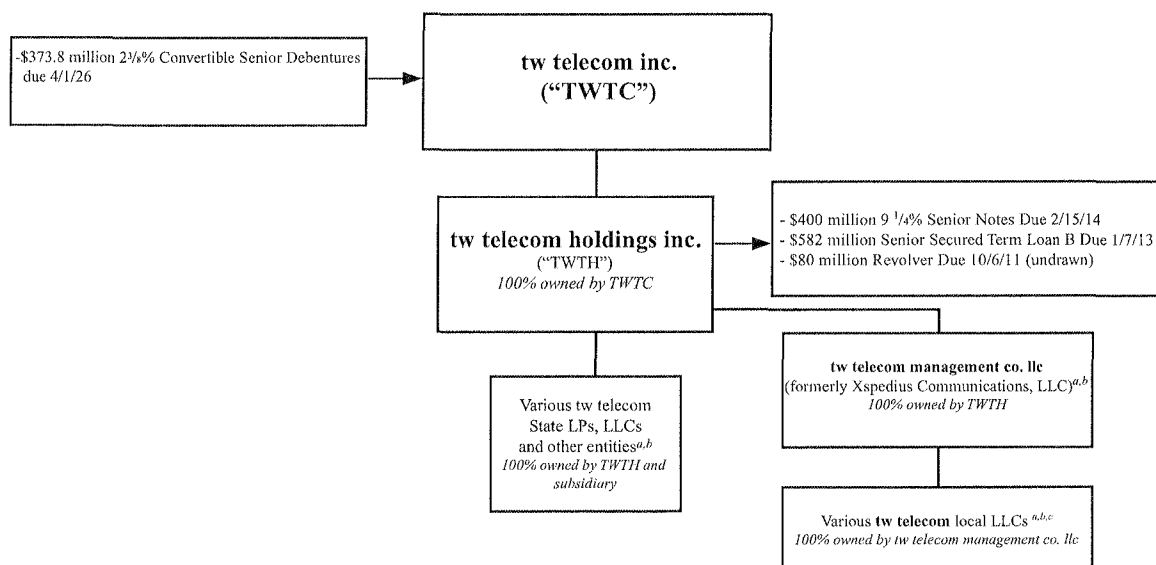 -$373.8 million 2³/₈% Convertible Senior Debentures
due 4/1/26
tw telecom inc.
(“TWTC”)
tw telecom holdings inc.
(“TWTH”)
100% owned by TWTC
- $400 million 9 ¹/₄% Senior Notes Due 2/15/14
- $582 million Senior Secured Term Loan B Due 1/7/13
- $80 million Revolver Due 10/6/11 (undrawn)
Various tw telecom
State LPs, LLCs
and other entities a,b
100% owned by TWTH and
subsidiary
tw telecom management co. llc
(formerly Xspedius Communications, LLC) a,b
100% owned by TWTH
Various tw telecom local LLCs a,b,c
100% owned by tw telecom management co. llc